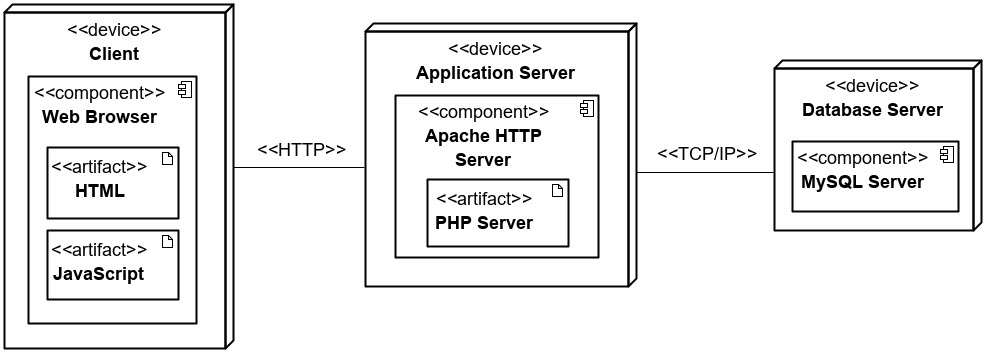 <<device>>
Client
<<component>>
Web Browser
<<artifact>>
HTML
<<artifact>>
JavaScript
<<HTTP>>
<<device>>
Application Server
<<component>>
Apache HTTP
Server
<<artifact>>
PHP Server
<<TCP/IP>>
<<device>>
Database Server
<<component>>
MySQL Server